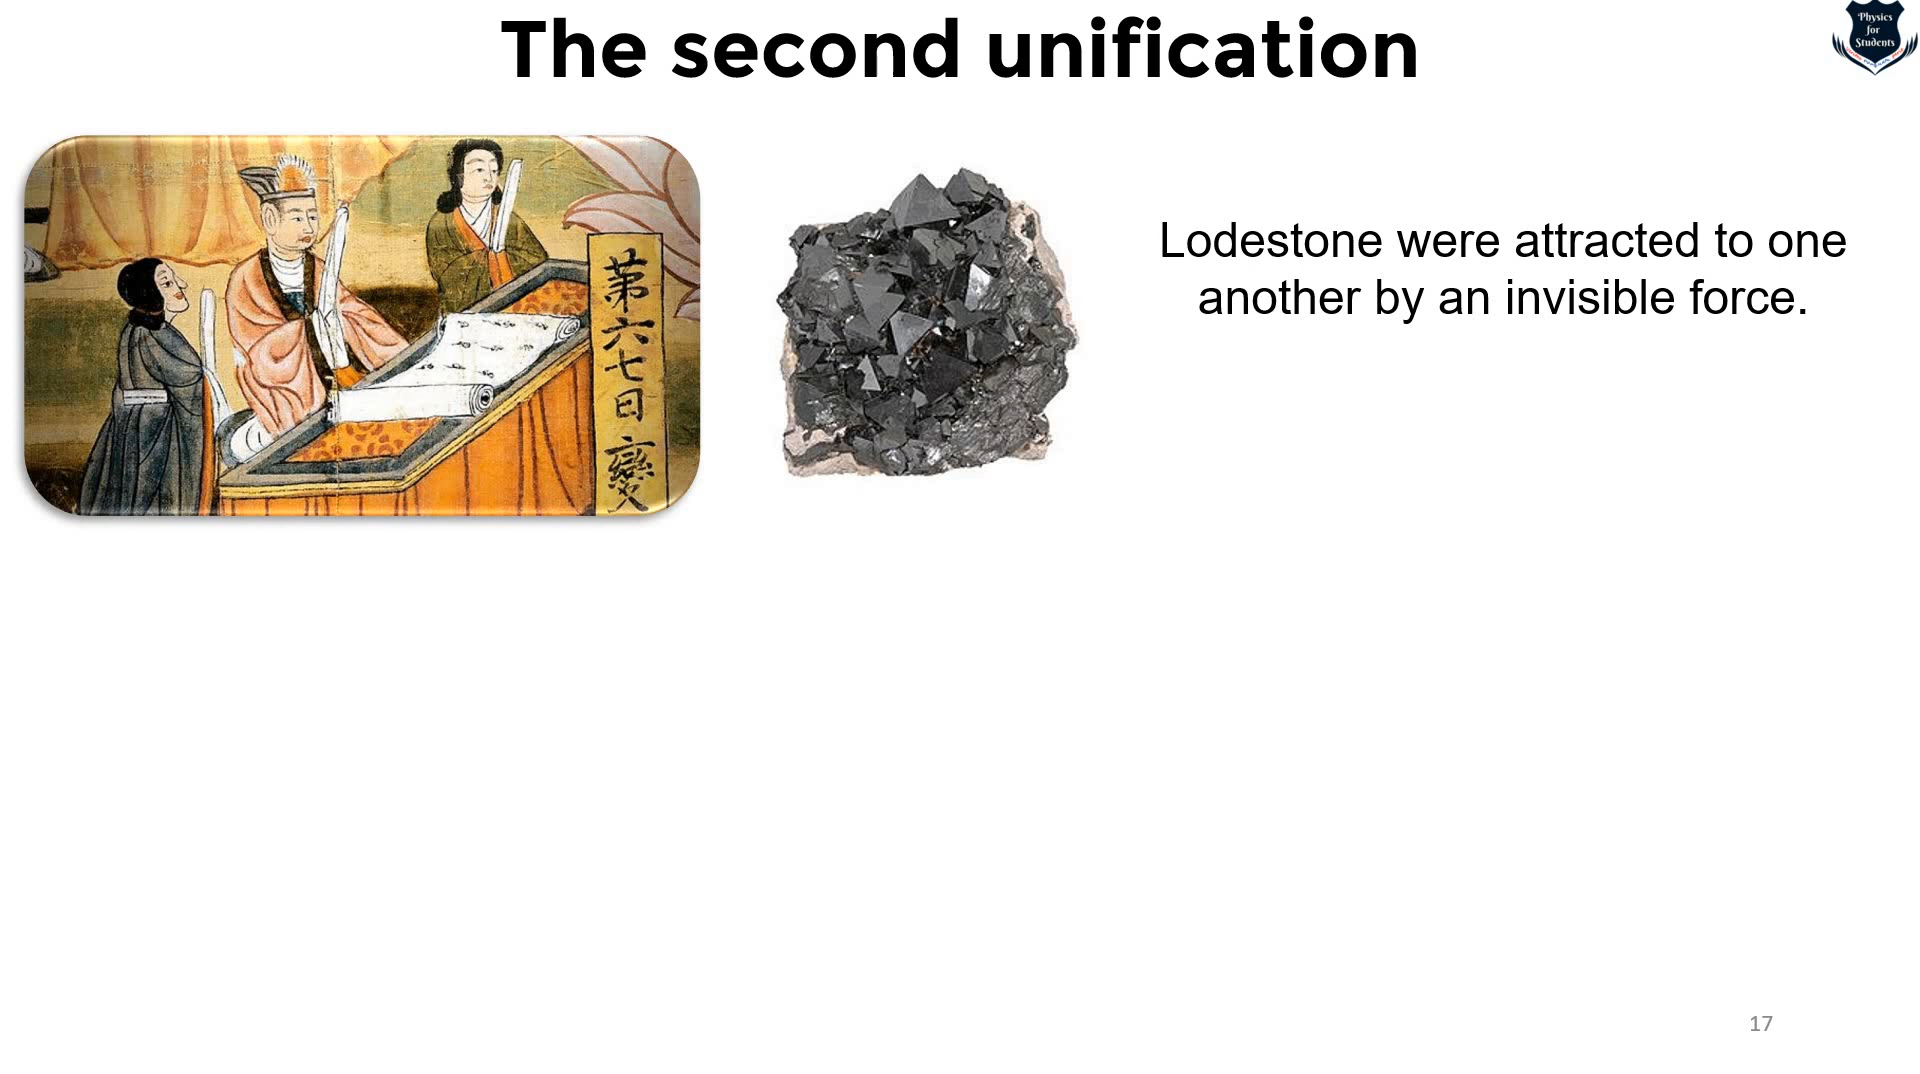 The second unification
Physics
for
Students
第六七日變
Lodestone were attracted to one
another by an invisible force.
17